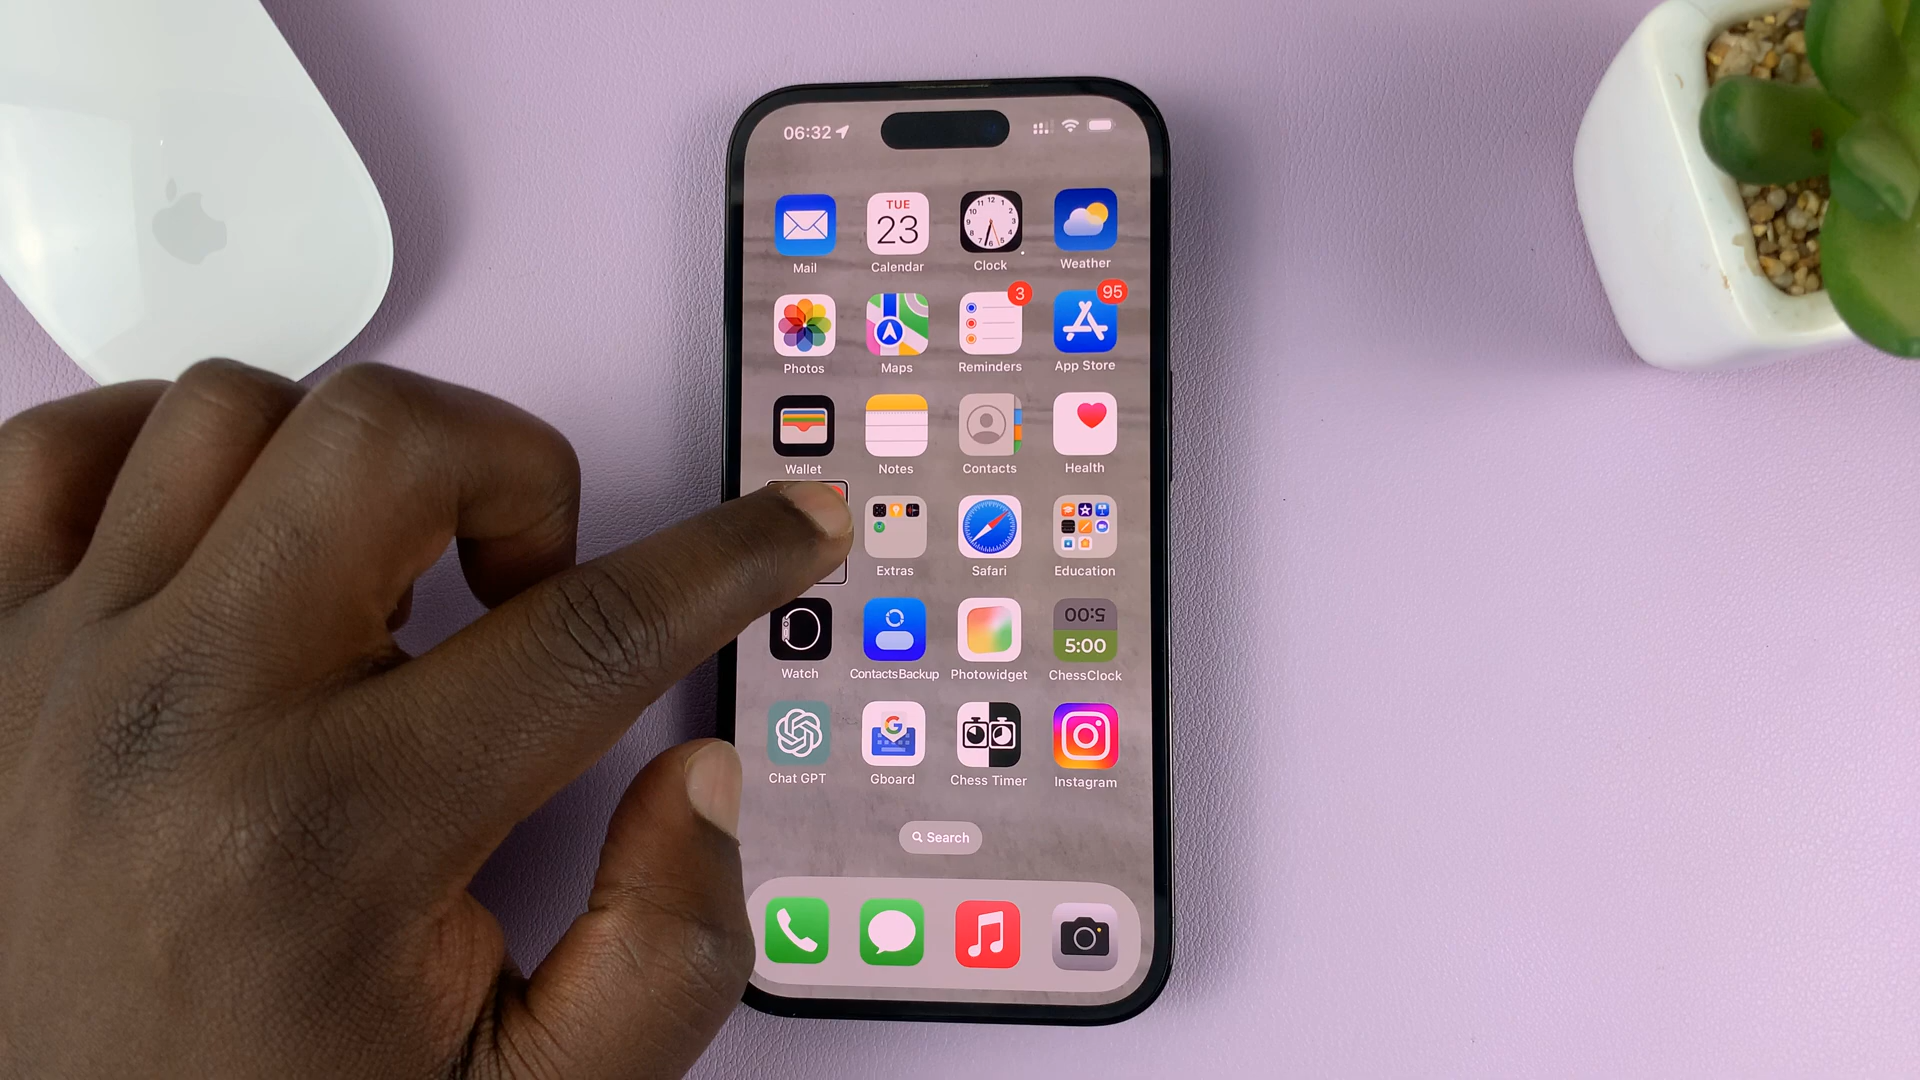 06:32
TUE
23
12
Mail
Calendar
Clock
Weather
3
95
Photos
Maps
Reminders
App Store
Wallet
Notes
Contacts
Health
Extras
Safari
Education
5:00
5:00
Watch
ContactsBackup
Photowidget
ChessClock
G
Chat GPT
Gboard
Chess Timer
Instagram
Search